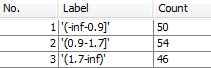 No. Label Count
1 '(-inf-0.9]' 50
2 '(0.9-1.7]' 54
3 '(1.7-inf)' 46